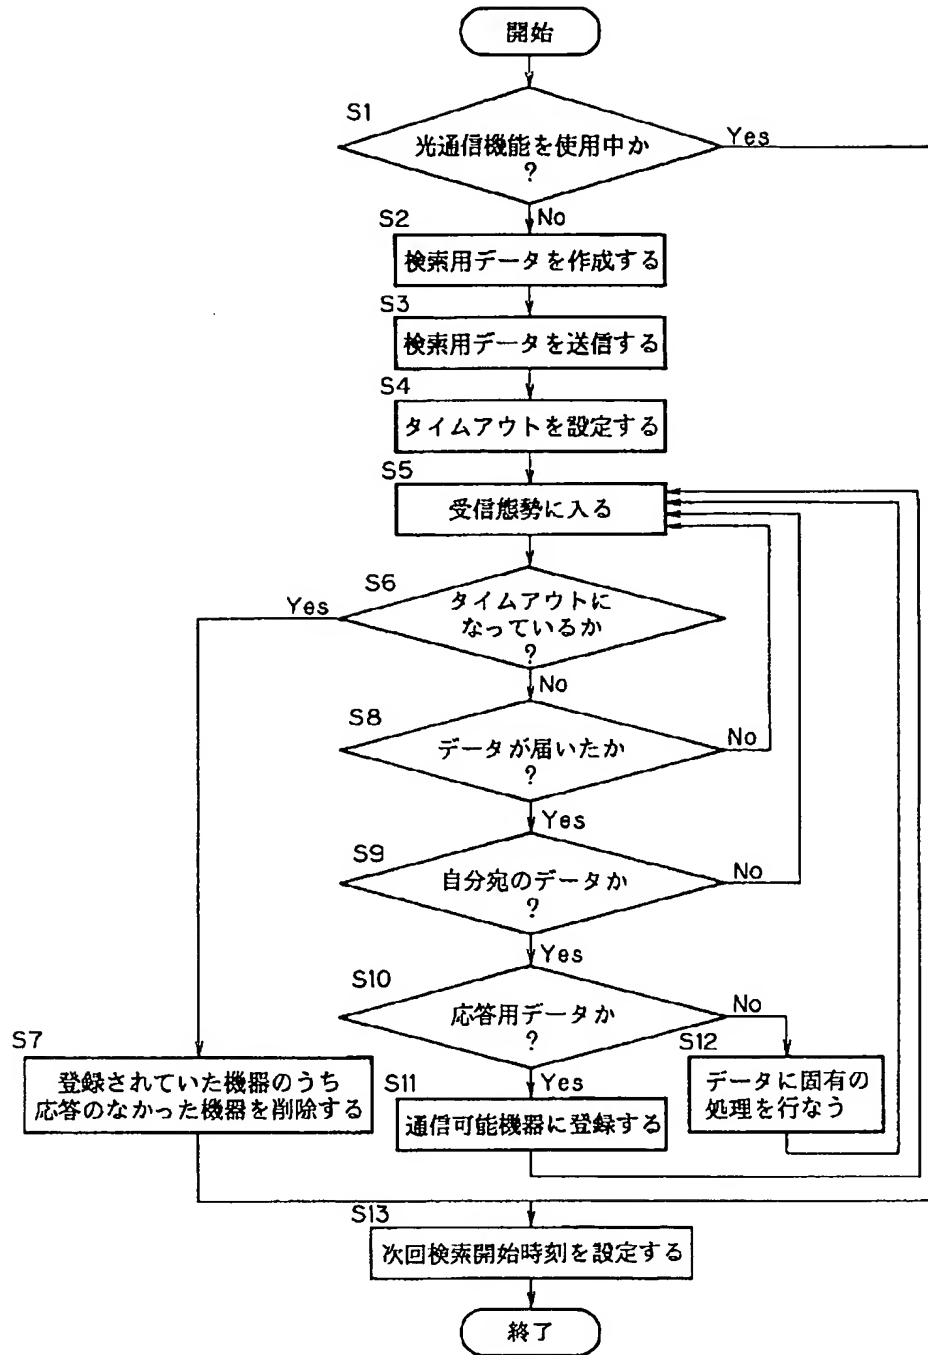 開始
S1
光通信機能を使用中か
?
Yes
No
S2
検索用データを作成する
S3
検索用データを送信する
S4
タイムアウトを設定する
S5
受信態勢に入る
S6
タイムアウトに
なっているか
?
Yes
No
S8
データが届いたか
?
No
Yes
S9
自分宛のデータか
?
No
Yes
S10
応答用データか
?
No
Yes
S7
登録されていた機器のうち
応答のなかった機器を削除する
S11
通信可能機器に登録する
S12
データに固有の
処理を行なう
S13
次回検索開始時刻を設定する
終了